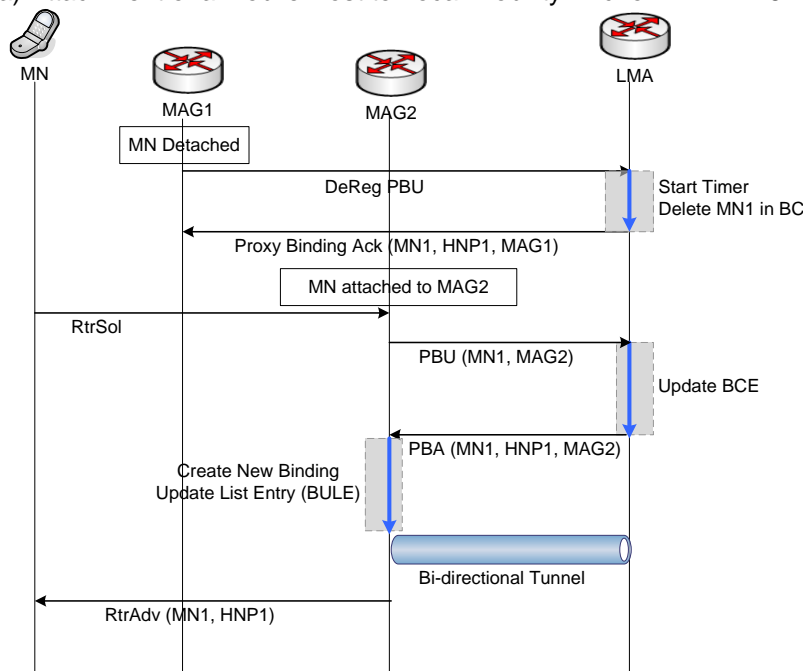 MN
LMA
MAG1
MAG2
MN Detached
DeReg PBU
Start Timer
Delete MN1 in BC
Proxy Binding Ack (MN1, HNP1, MAG1)
MN attached to MAG2
RtrSol
PBU (MN1, MAG2)
Update BCE
PBA (MN1, HNP1, MAG2)
Create New Binding
Update List Entry (BULE)
Bi-directional Tunnel
RtrAdv (MN1, HNP1)